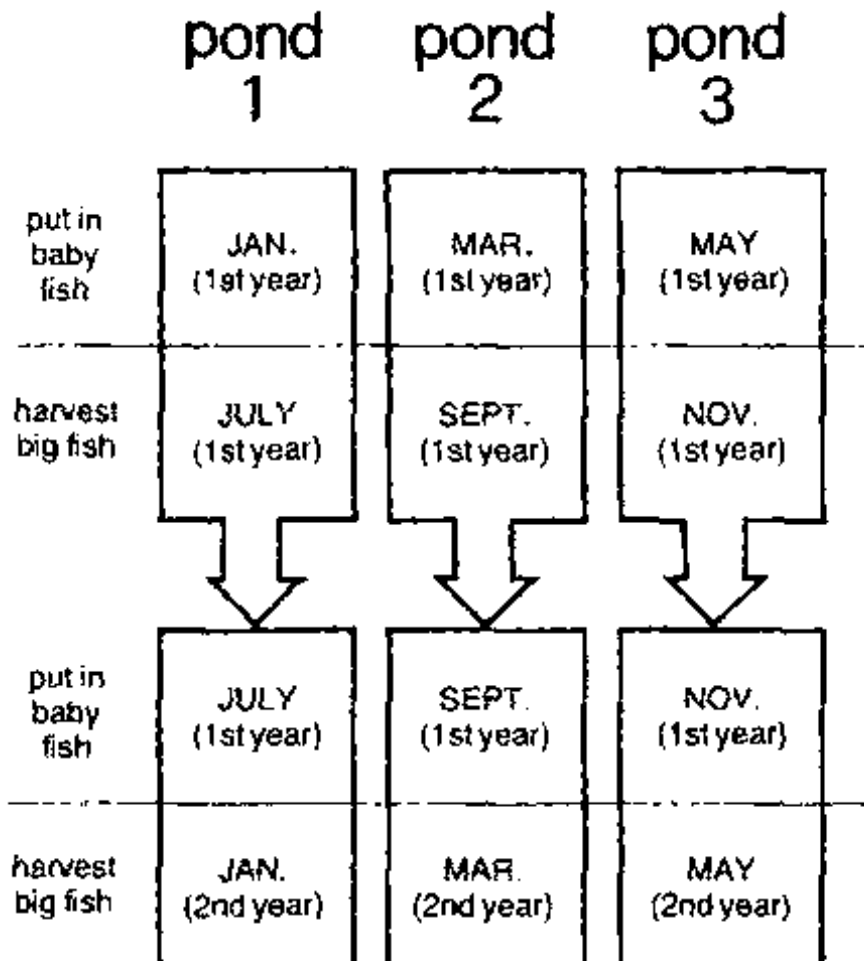 pond pond pond
1 2 3
put in
baby
fish
JAN.
(1st year)
MAR.
(1st year)
MAY
(1st year)
harvest
big fish
JULY
(1st year)
SEPT.
(1st year)
NOV.
(1st year)
put in
baby
fish
JULY
(1st year)
SEPT.
(1st year)
NOV.
(1st year)
harvest
big fish
JAN.
(2nd year)
MAR.
(2nd year)
MAY
(2nd year)